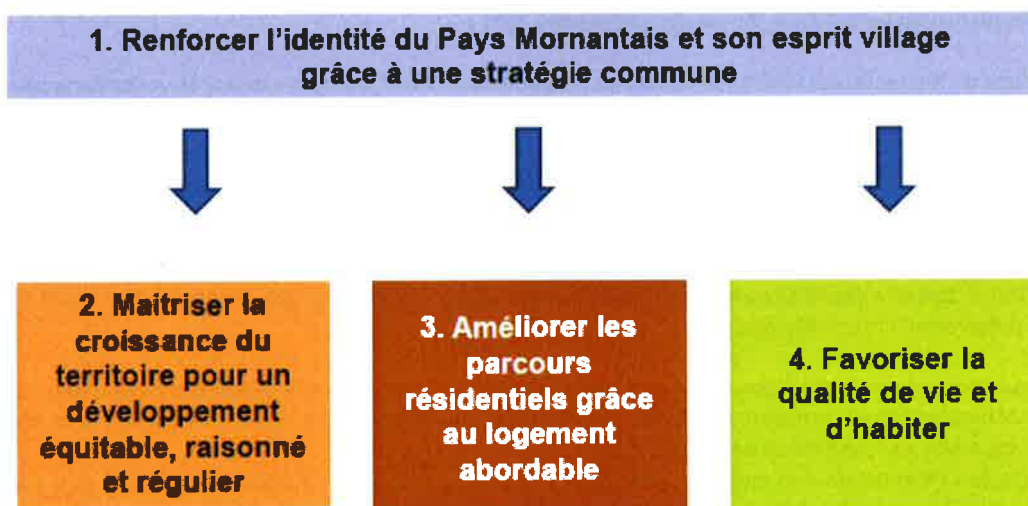 1. Renforcer l'identité du Pays Mornantais et son esprit village
grâce à une stratégie commune
2. Maitriser la
croissance du
territoire pour un
développement
équitable, raisonné
et régulier
3. Améliorer les
parcours
résidentiels grâce
au logement
abordable
4. Favoriser la
qualité de vie et
d'habiter